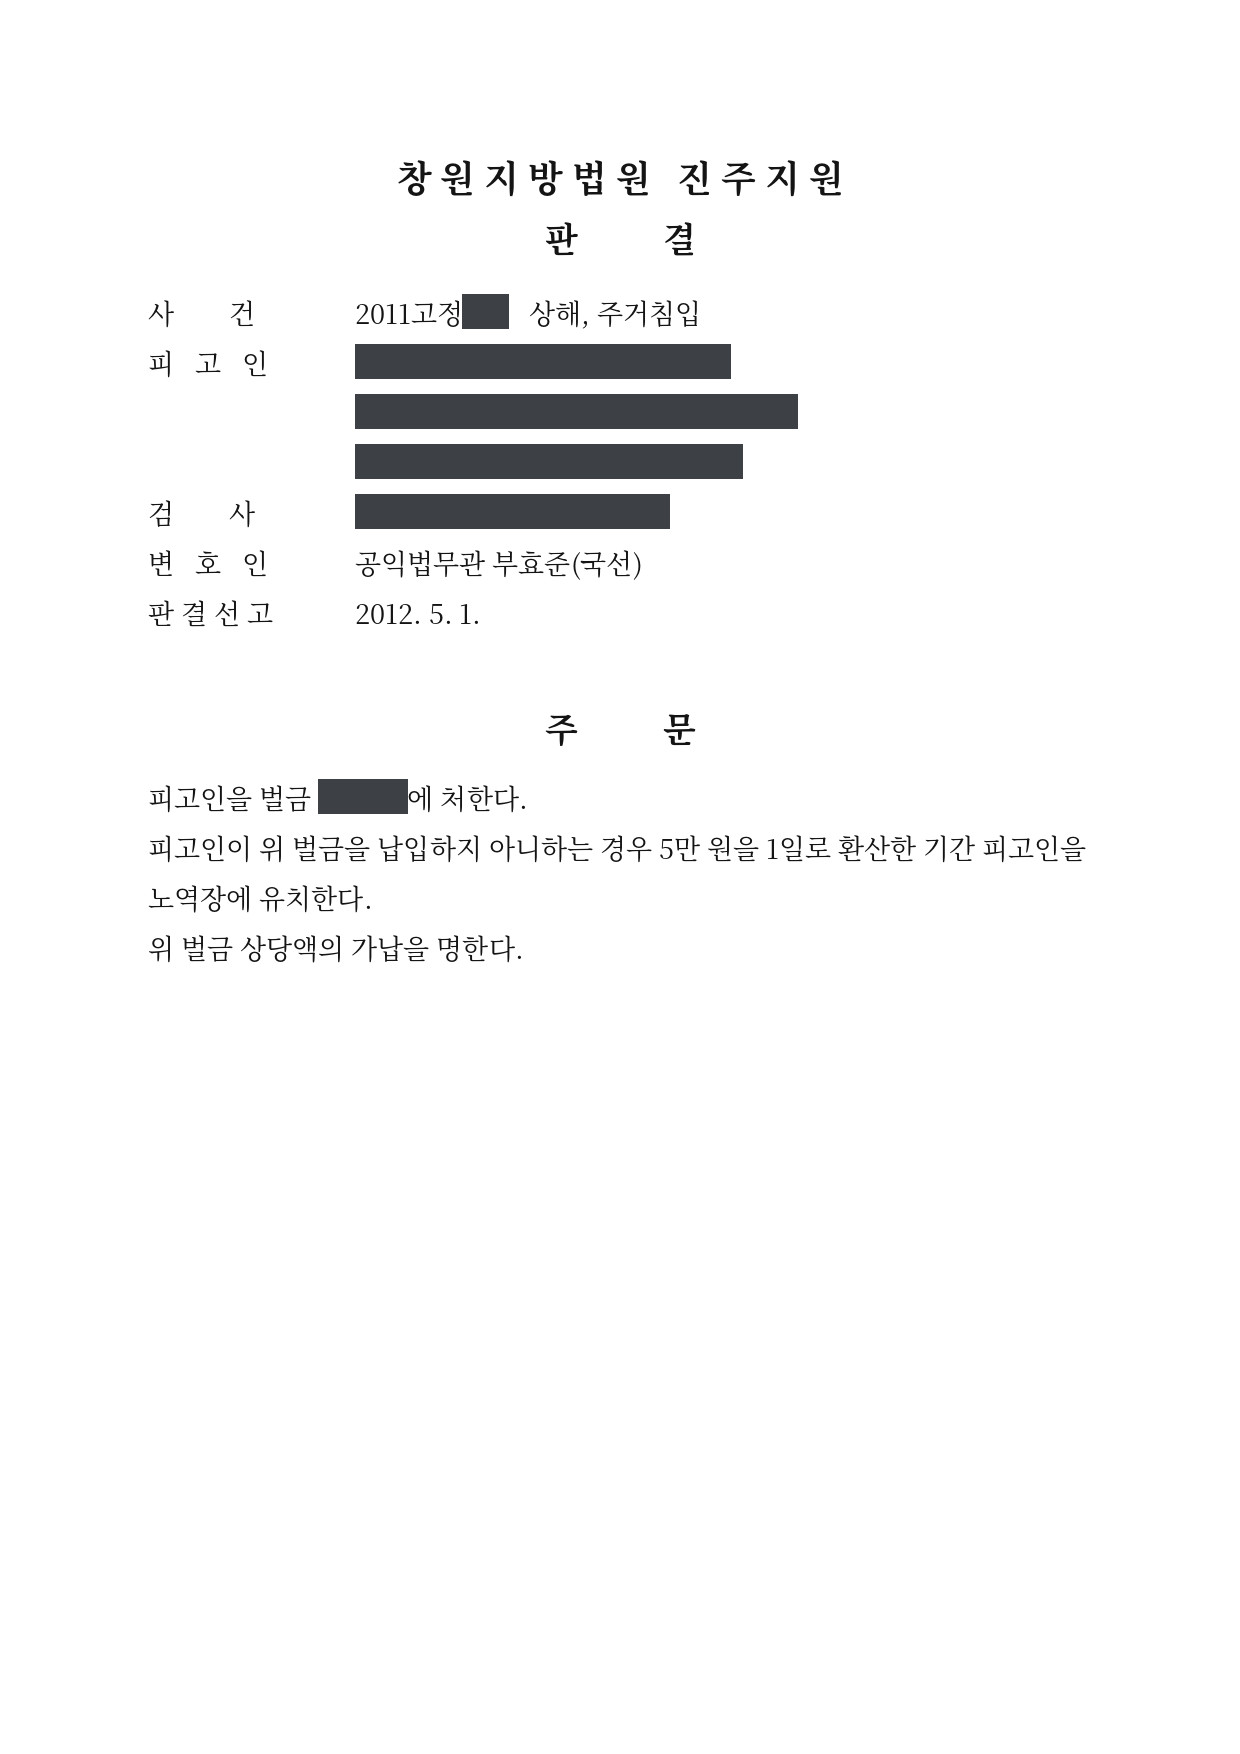 창원지방법원 진주지원
판 결
사 건 2011고정 상해, 주거침입
피 고 인
검 사
변 호 인 공익법무관 부효준(국선)
판결선고 2012. 5. 1.
주 문
피고인을 벌금 에 처한다.
피고인이 위 벌금을 납입하지 아니하는 경우 5만 원을 1일로 환산한 기간 피고인을
노역장에 유치한다.
위 벌금 상당액의 가납을 명한다.